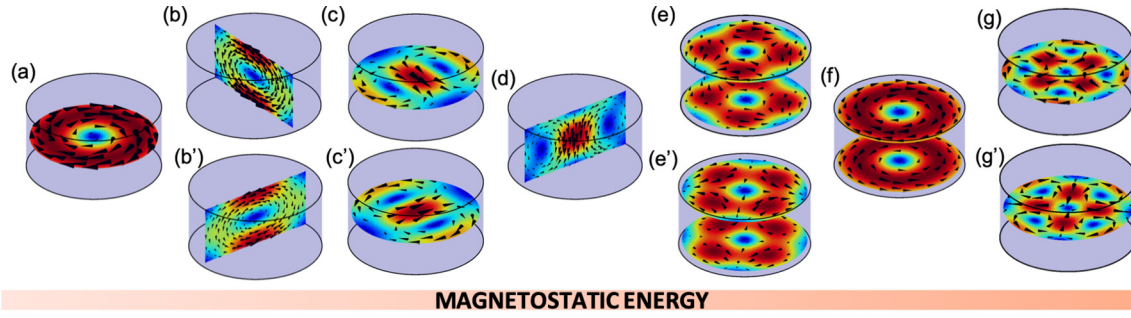 (a)
(b)
(b')
(c)
(c')
(d)
(e)
(e')
(f)
(g)
(g')
MAGNETOSTATIC ENERGY